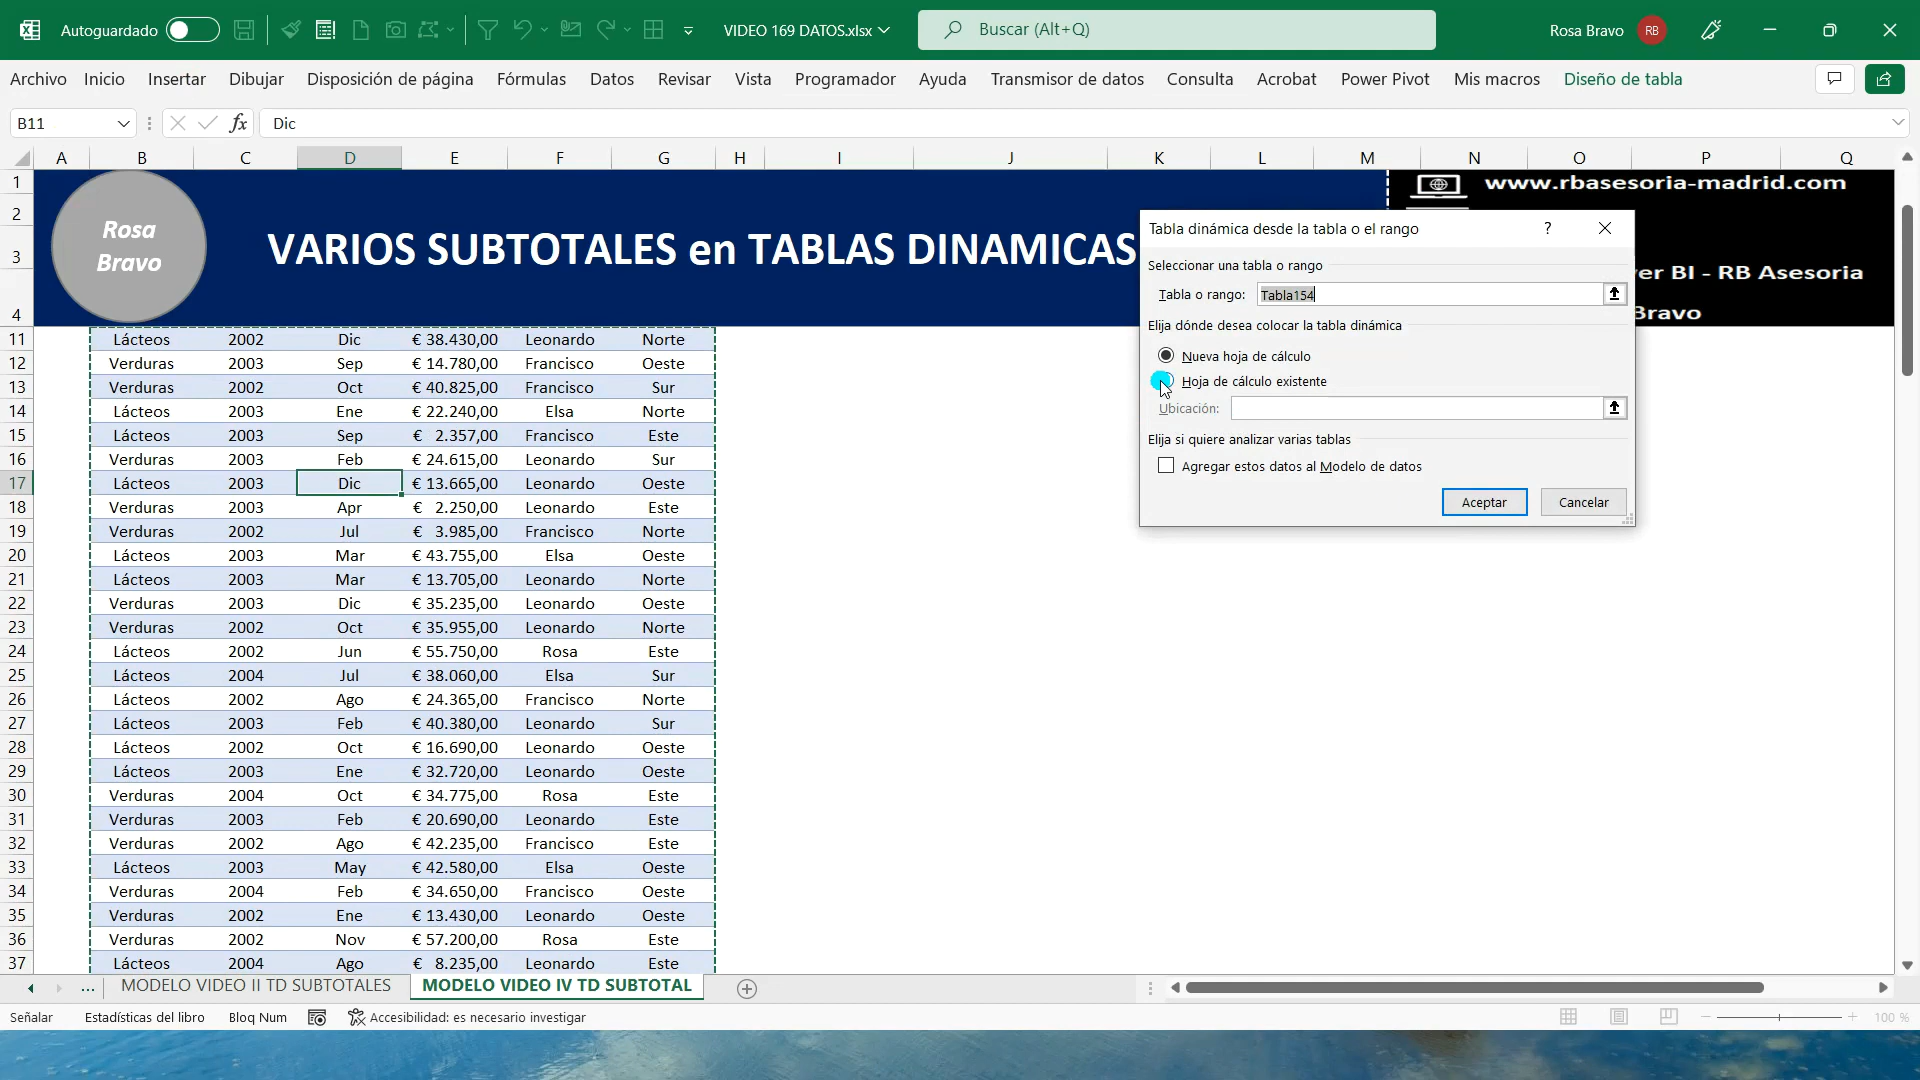 Autoguardado
VIDEO 169 DATOS.xlsx
Buscar (Alt+Q)
Rosa Bravo
RB
Archivo Inicio Insertar Dibujar Disposición de página Fórmulas Datos Revisar Vista Programador Ayuda Transmisor de datos Consulta Acrobat Power Pivot Mis macros Diseño de tabla
B11
fx
Dic
A B C D E F G H I J K L M N O P Q
1
2
3
4
Rosa
Bravo
VARIOS SUBTOTALES en TABLAS DINAMICAS
www.rbasesoria-madrid.com
er BI - RB Asesoria
Bravo
Tabla dinámica desde la tabla o el rango
?
Seleccionar una tabla o rango
Tabla o rango: Tabla154
Elija dónde desea colocar la tabla dinámica
Nueva hoja de cálculo
Hoja de cálculo existente
Ubicación:
Elija si quiere analizar varias tablas
Agregar estos datos al Modelo de datos
Aceptar Cancelar
11 Lácteos 2002 Dic € 38.430,00 Leonardo Norte
12 Verduras 2003 Sep € 14.780,00 Francisco Oeste
13 Verduras 2002 Oct € 40.825,00 Francisco Sur
14 Lácteos 2003 Ene € 22.240,00 Elsa Norte
15 Lácteos 2003 Sep € 2.357,00 Francisco Este
16 Verduras 2003 Feb € 24.615,00 Leonardo Sur
17 Lácteos 2003 Dic € 13.665,00 Leonardo Oeste
18 Verduras 2003 Apr € 2.250,00 Leonardo Este
19 Verduras 2002 Jul € 3.985,00 Francisco Norte
20 Lácteos 2003 Mar € 43.755,00 Elsa Oeste
21 Lácteos 2003 Mar € 13.705,00 Leonardo Norte
22 Verduras 2003 Dic € 35.235,00 Leonardo Oeste
23 Verduras 2002 Oct € 35.955,00 Leonardo Norte
24 Lácteos 2002 Jun € 55.750,00 Rosa Este
25 Lácteos 2004 Jul € 38.060,00 Elsa Sur
26 Lácteos 2002 Ago € 24.365,00 Francisco Norte
27 Lácteos 2003 Feb € 40.380,00 Leonardo Sur
28 Lácteos 2002 Oct € 16.690,00 Leonardo Oeste
29 Lácteos 2003 Ene € 32.720,00 Leonardo Oeste
30 Verduras 2004 Oct € 34.775,00 Rosa Este
31 Verduras 2003 Feb € 20.690,00 Leonardo Este
32 Verduras 2002 Ago € 42.235,00 Francisco Este
33 Lácteos 2003 May € 42.580,00 Elsa Oeste
34 Verduras 2004 Feb € 34.650,00 Francisco Oeste
35 Verduras 2002 Ene € 13.430,00 Leonardo Oeste
36 Verduras 2002 Nov € 57.200,00 Rosa Este
37 Lácteos 2004 Ago € 8.235,00 Leonardo Este
... MODELO VIDEO II TD SUBTOTALES MODELO VIDEO IV TD SUBTOTAL
Señalar Estadísticas del libro Bloq Num Accesibilidad: es necesario investigar 100 %